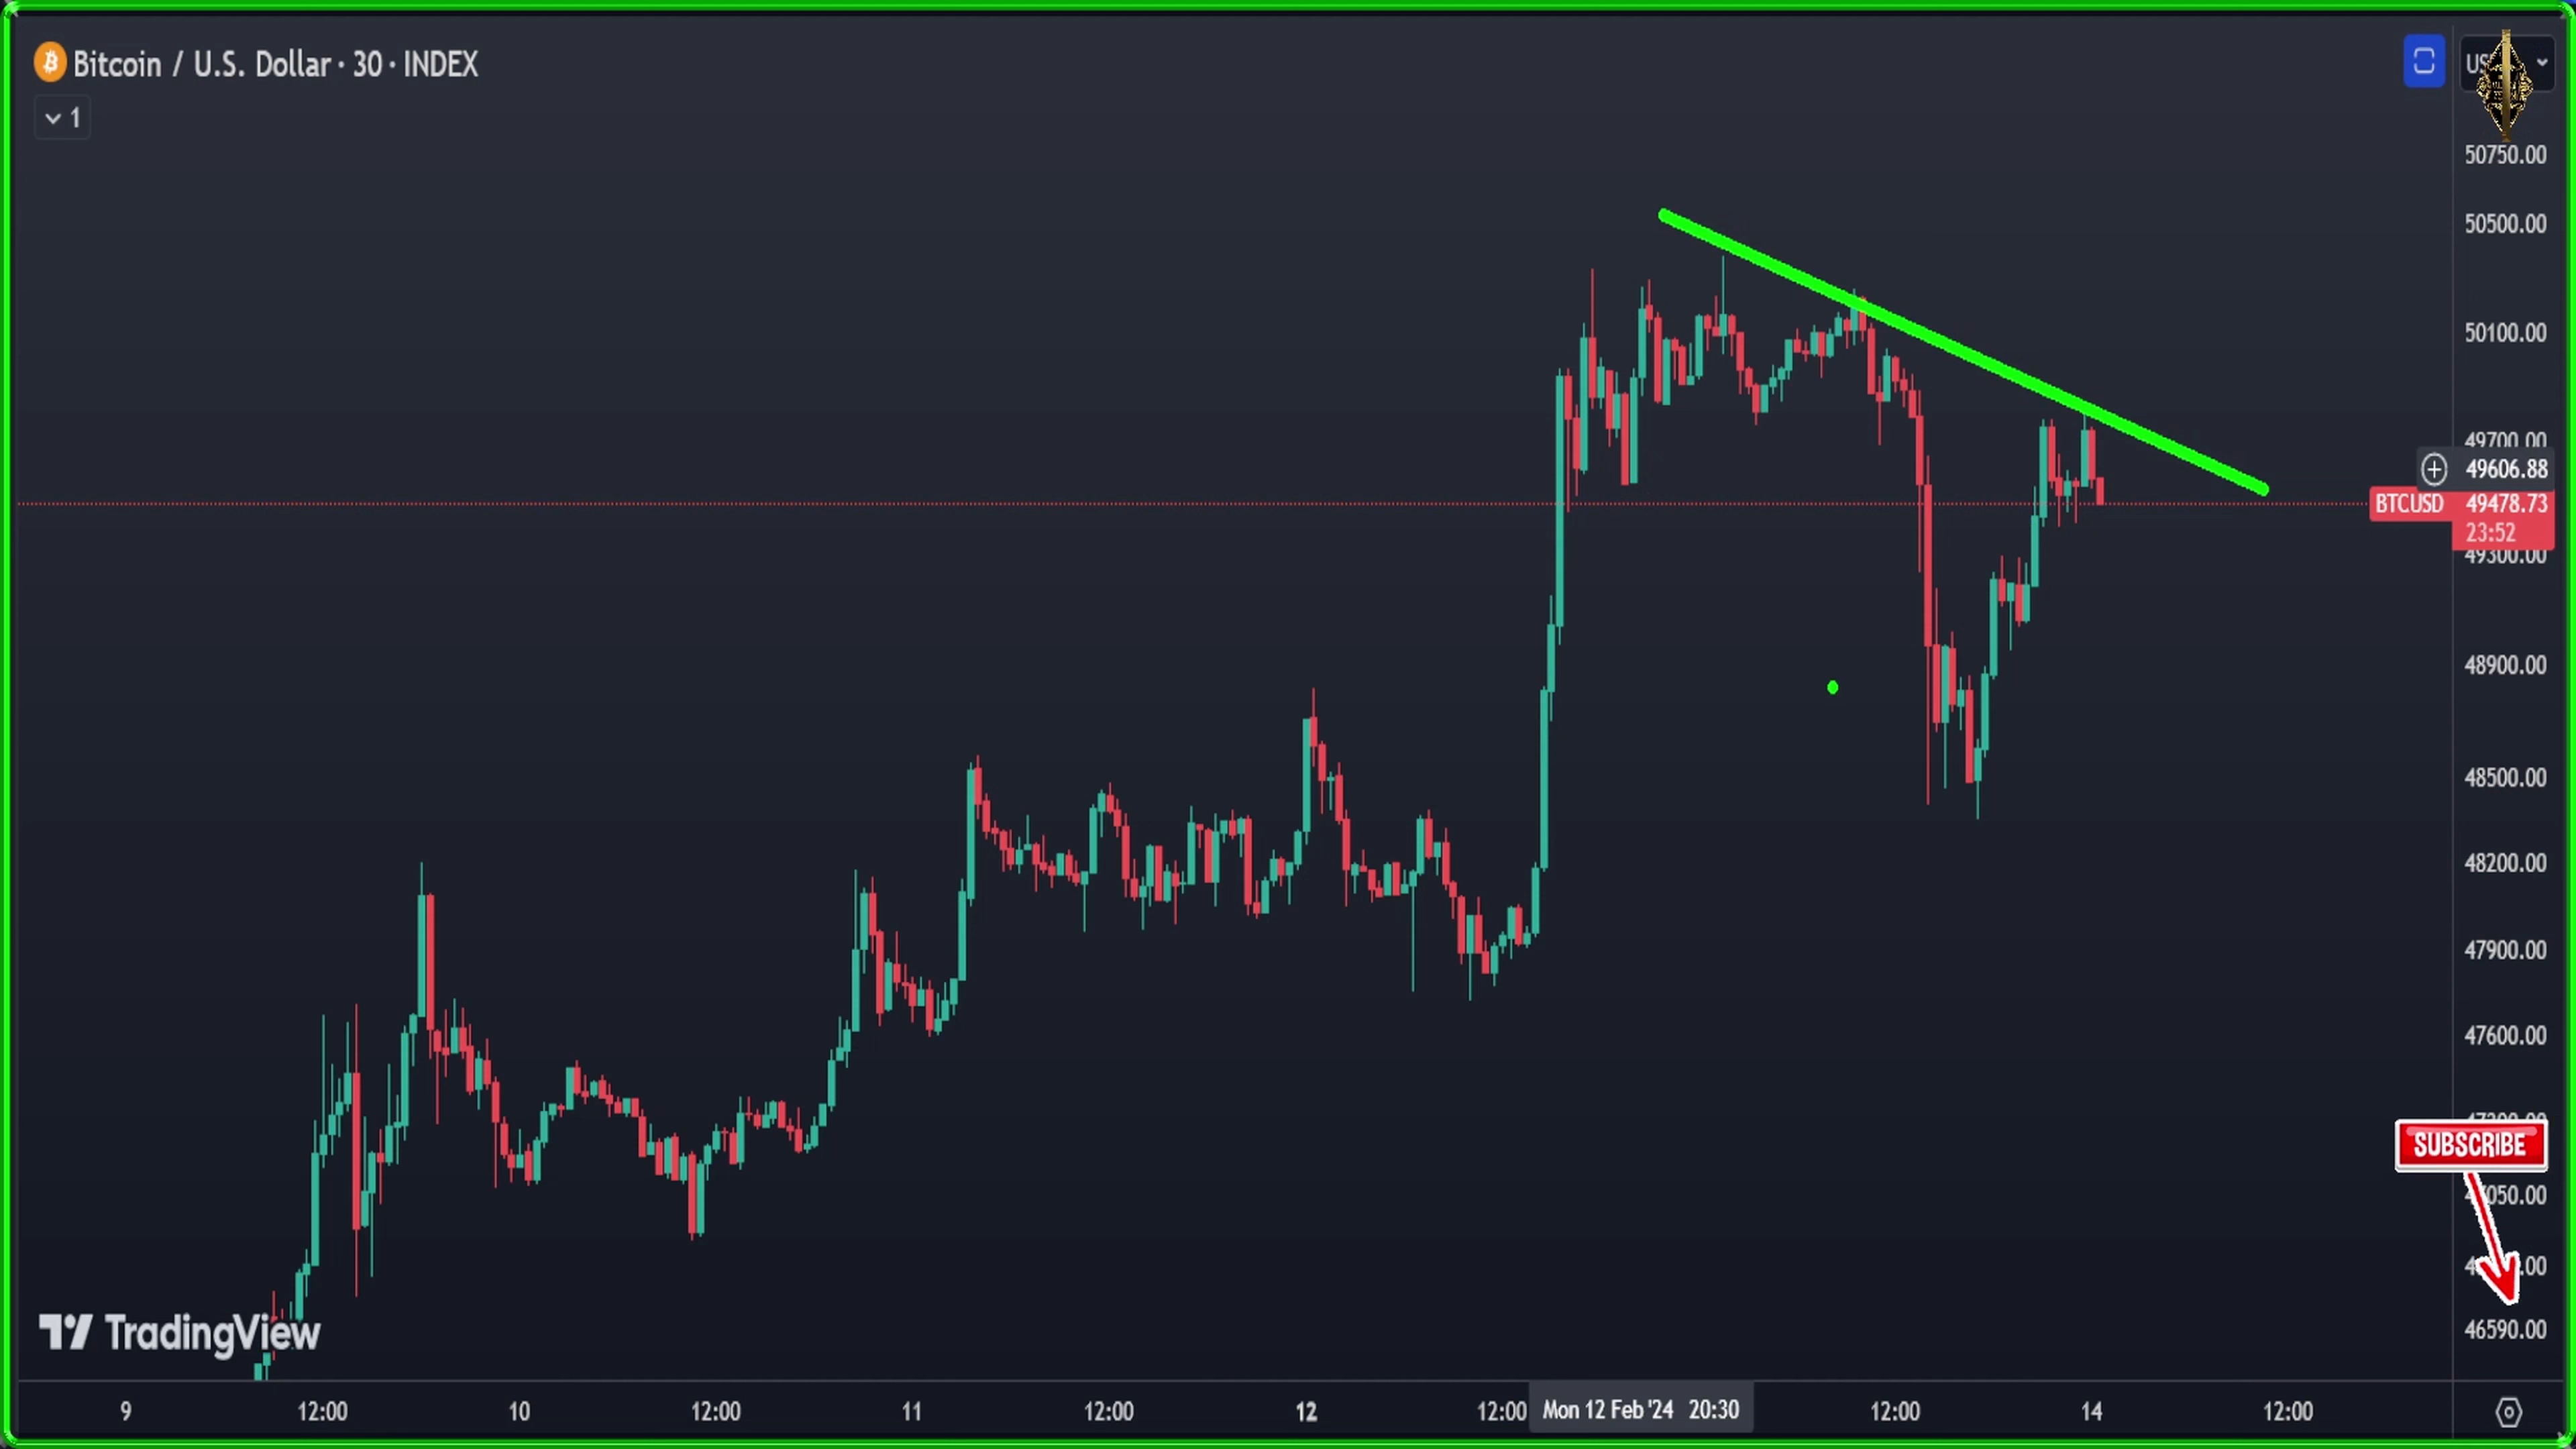 Bitcoin / U.S. Dollar · 30 · INDEX
1
50750.00
50500.00
50100.00
49700.00
49606.88
BTCUSD 49478.73
23:52
49300.00
48900.00
48500.00
48200.00
47900.00
47600.00
SUBSCRIBE
46590.00
TradingView
9 12:00 10 12:00 11 12:00 12 12:00 Mon 12 Feb '24 20:30 12:00 14 12:00